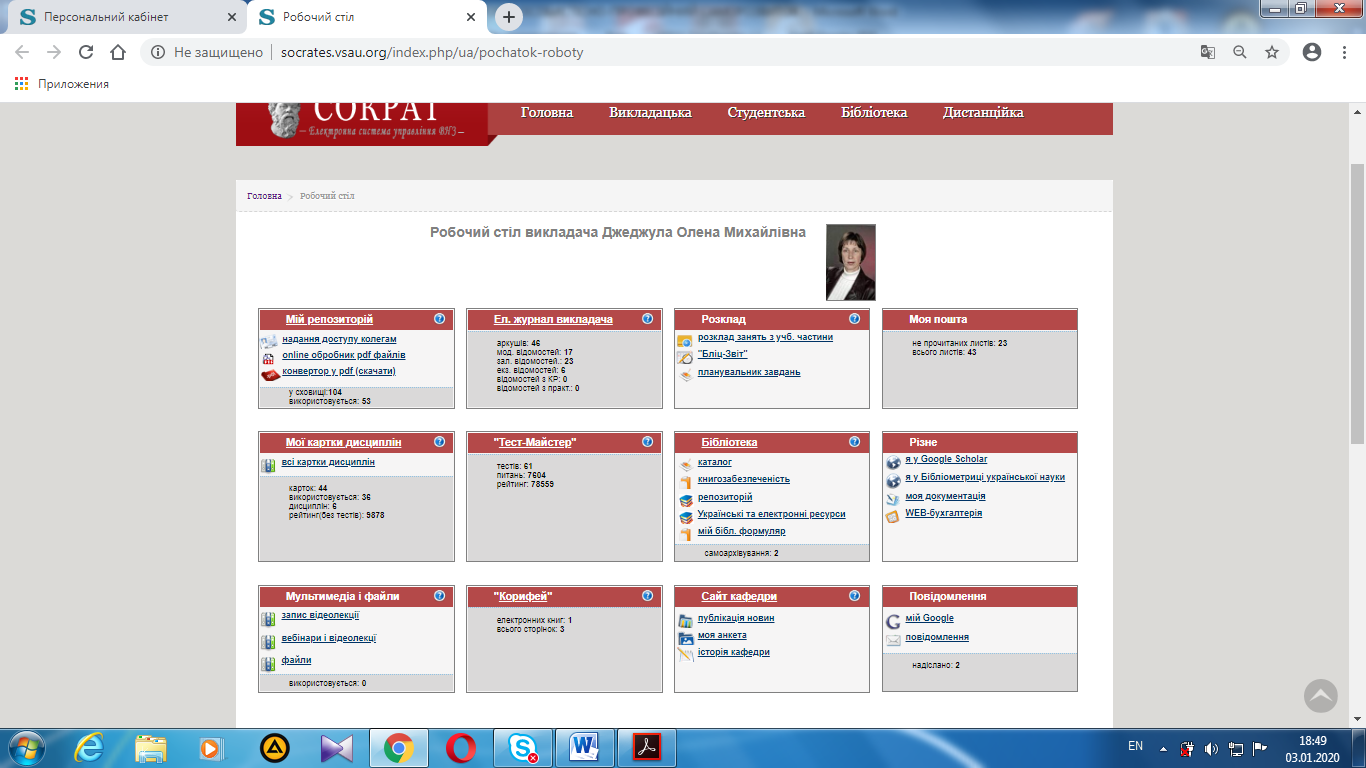 Персональний кабінет
Робочий стіл
Не защищено
socrates.vsau.org/index.php/ua/pochatok-roboty
Приложения
СОКРАТ
Електронна система управління ВНЗ
Головна
Викладацька
Студентська
Бібліотека
Дистанційка
Головна > Робочий стіл
Робочий стіл викладача Джеджула Олена Михайлівна
Мій репозиторій
надання доступу колегам
online обробник pdf файлів
конвертор у pdf (скачати)
у сховищі:104
використовується: 53
Ел. журнал викладача
аркушів: 46
мод. відомостей: 17
зал. відомостей.: 23
екз. відомостей: 6
відомостей з КР: 0
відомостей з практ.: 0
Розклад
розклад занять з учб. частини
"Бліц-Звіт"
планувальник завдань
Моя пошта
не прочитаних листів: 23
всього листів: 43
Мої картки дисциплін
всі картки дисциплін
карток: 44
використовується: 36
дисциплін: 6
рейтинг(без тестів): 9878
"Тест-Майстер"
тестів: 61
питань: 7604
рейтинг: 78559
Бібліотека
каталог
книгозабезпеченість
репозиторій
Українські та електронні ресурси
мій бібл. формуляр
самоархівування: 2
Різне
я у Google Scholar
я у Бібліометриці української науки
моя документація
WEB-бухгалтерія
Мультимедіа і файли
запис відеолекції
вебінари і відеолекці
файли
використовується: 0
"Корифей"
електронних книг: 1
всього сторінок: 3
Сайт кафедри
публікація новин
моя анкета
історія кафедри
Повідомлення
мій Google
повідомлення
надіслано: 2
EN
18:49
03.01.2020